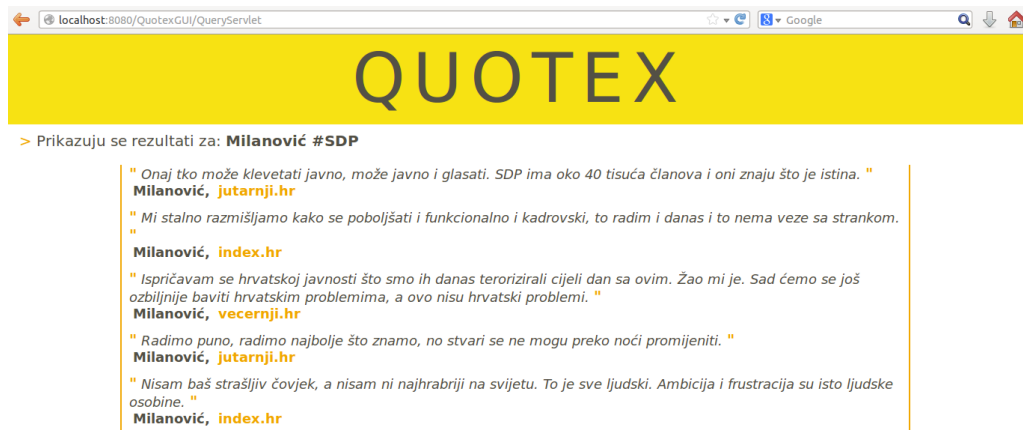 localhost:8080/QuotexGUI/QueryServlet
Google
QUOTEX
> Prikazuju se rezultati za: Milanović #SDP
" Onaj tko može klevetati javno, može javno i glasati. SDP ima oko 40 tisuća članova i oni znaju što je istina. "
Milanović, jutarnji.hr
" Mi stalno razmišljamo kako se poboljšati i funkcionalno i kadrovski, to radim i danas i to nema veze sa strankom.
"
Milanović, index.hr
" Ispričavam se hrvatskoj javnosti što smo ih danas terorizirali cijeli dan sa ovim. Žao mi je. Sad ćemo se još
ozbiljnije baviti hrvatskim problemima, a ovo nisu hrvatski problemi. "
Milanović, vecernji.hr
" Radimo puno, radimo najbolje što znamo, no stvari se ne mogu preko noći promijeniti. "
Milanović, jutarnji.hr
" Nisam baš strašljiv čovjek, a nisam ni najhrabriji na svijetu. To je sve ljudski. Ambicija i frustracija su isto ljudske
osobine. "
Milanović, index.hr